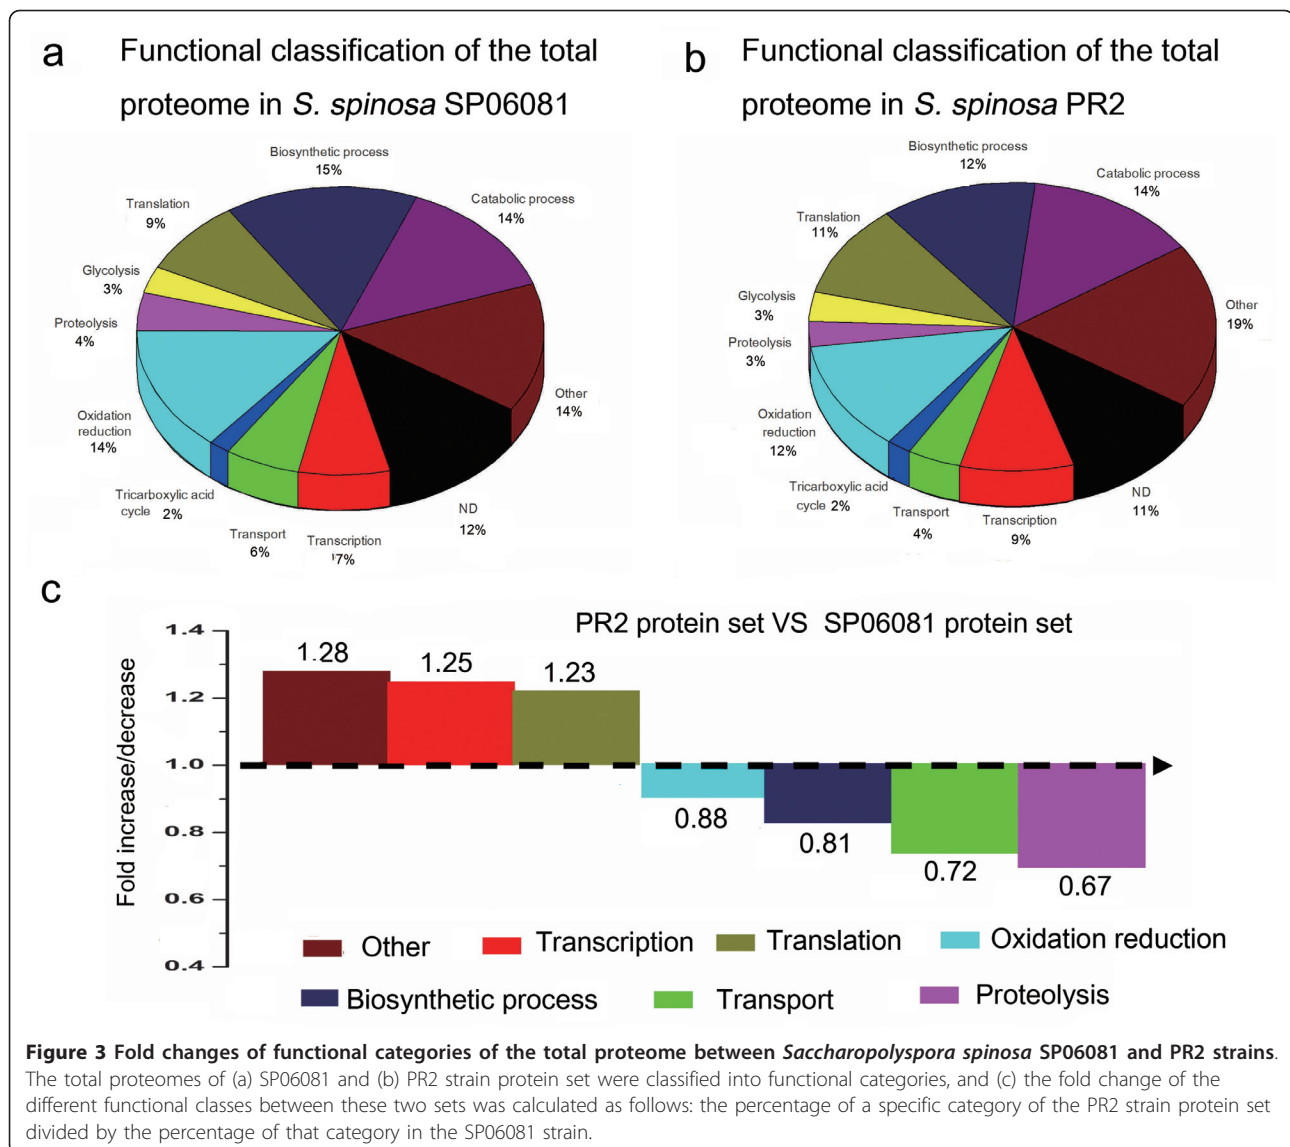 a Functional classification of the total
proteome in S. spinosa SP06081
Biosynthetic process
15%
Catabolic process
14%
Translation
9%
Glycolysis
3%
Proteolysis
4%
Other
14%
Oxidation
reduction
14%
Tricarboxylic acid
cycle 2%
Transport
6%
Transcription
7%
ND
12%
b Functional classification of the total
proteome in S. spinosa PR2
Biosynthetic process
12%
Catabolic process
14%
Translation
11%
Glycolysis
3%
Proteolysis
3%
Other
19%
Oxidation
reduction
12%
Tricarboxylic acid
cycle 2%
Transport
4%
Transcription
9%
ND
11%
c
PR2 protein set VS SP06081 protein set
Fold increase/decrease
1.4
1.2
1.0
0.8
0.6
0.4
1.28
1.25
1.23
0.88
0.81
0.72
0.67
Other Transcription Translation Oxidation reduction
Biosynthetic process Transport Proteolysis
Figure 3 Fold changes of functional categories of the total proteome between Saccharopolyspora spinosa SP06081 and PR2 strains.
The total proteomes of (a) SP06081 and (b) PR2 strain protein set were classified into functional categories, and (c) the fold change of the
different functional classes between these two sets was calculated as follows: the percentage of a specific category of the PR2 strain protein set
divided by the percentage of that category in the SP06081 strain.